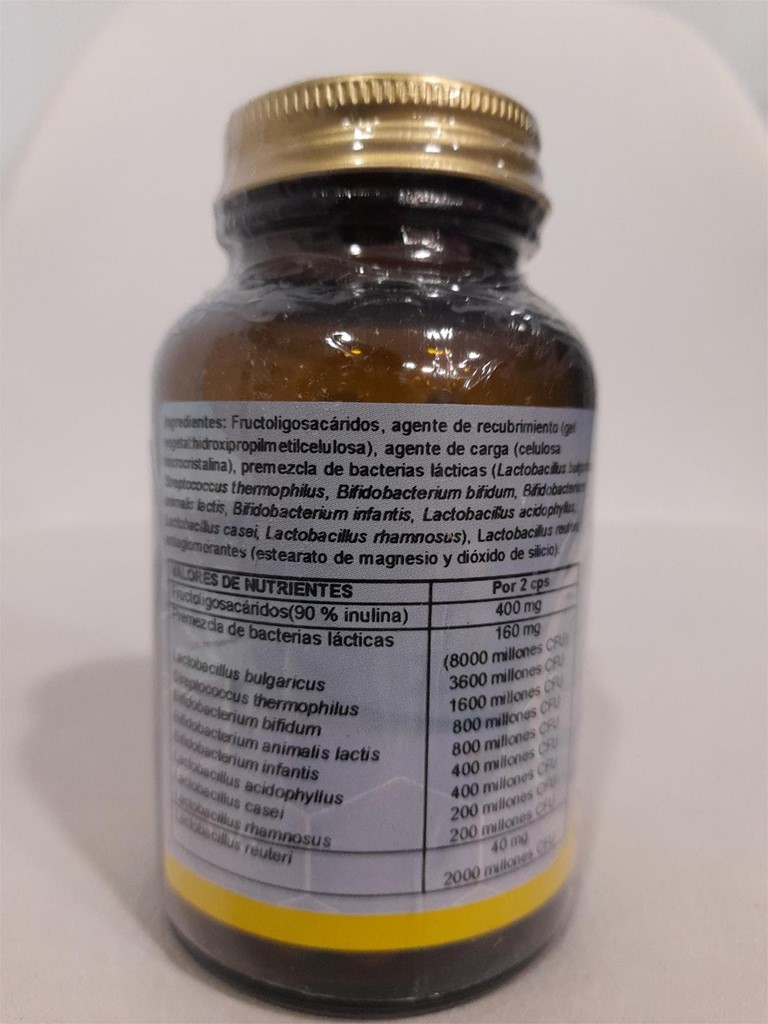 Ingredientes: Fructoligosacáridos, agente de recubrimiento (gel
vegetal:hidroxipropilmetilcelulosa), agente de carga (celulosa
microcristalina), premezcla de bacterias lácticas (Lactobacillus
Streptococcus thermophilus, Bifidobacterium bifidum, Bifidobacterium
animalis lactis, Bifidobacterium infantis, Lactobacillus acidophyllus,
Lactobacillus casei, Lactobacillus rhamnosus), Lactobacillus reuteri,
antiaglomerantes (estearato de magnesio y dióxido de silicio).
VALORES DE NUTRIENTES Por 2 cps
Fructoligosacáridos(90 % inulina) 400 mg
Premezcla de bacterias lácticas 160 mg
(8000 millones CFU)
Lactobacillus bulgaricus 3600 millones CFU
Streptococcus thermophilus 1600 millones CFU
Bifidobacterium bifidum 800 millones CFU
Bifidobacterium animalis lactis 800 millones CFU
Bifidobacterium infantis 400 millones CFU
Lactobacillus acidophyllus 400 millones CFU
Lactobacillus casei 200 millones CFU
Lactobacillus rhamnosus 200 millones CFU
Lactobacillus reuteri 40 mg
2000 millones CFU